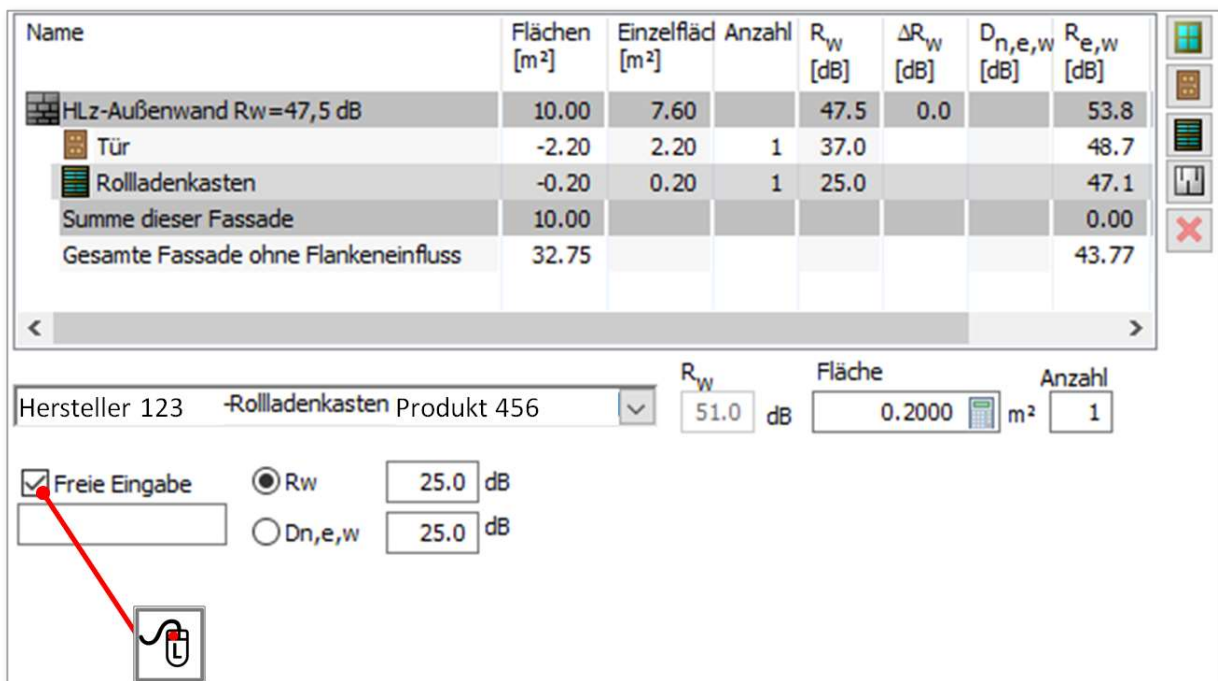 Name Flächen [m²] Einzelfläcl [m²] Anzahl Rw [dB] ΔRw [dB] Dn,e,w [dB] Re,w [dB]
HLz-Außenwand Rw=47,5 dB 10.00 7.60 47.5 0.0 53.8
Tür -2.20 2.20 1 37.0 48.7
Rollladenkasten -0.20 0.20 1 25.0 47.1
Summe dieser Fassade 10.00 0.00
Gesamte Fassade ohne Flankeneinfluss 32.75 43.77
Rw Fläche Anzahl
Hersteller 123 -Rollladenkasten Produkt 456 51.0 dB 0.2000 m² 1
Freie Eingabe Rw 25.0 dB
Dn,e,w 25.0 dB
L